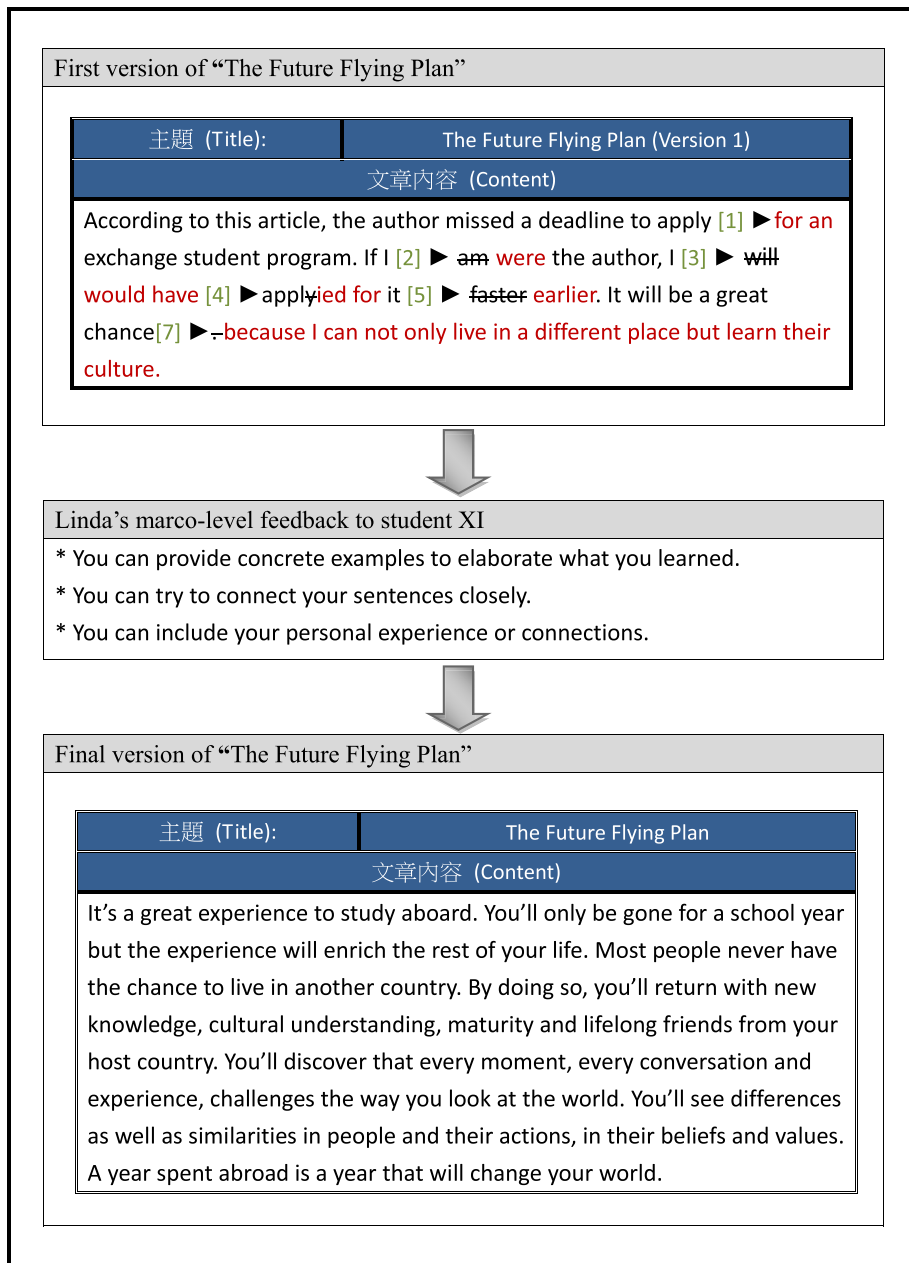 First version of “The Future Flying Plan”
主題 (Title):
The Future Flying Plan (Version 1)
文章內容 (Content)
According to this article, the author missed a deadline to apply [1] ►for an
exchange student program. If I [2] ► am were the author, I [3] ► will
would have [4] ►applyied for it [5] ► faster earlier. It will be a great
chance[7] ►.because I can not only live in a different place but learn their
culture.
Linda’s marco-level feedback to student XI
* You can provide concrete examples to elaborate what you learned.
* You can try to connect your sentences closely.
* You can include your personal experience or connections.
Final version of “The Future Flying Plan”
主題 (Title):
The Future Flying Plan
文章內容 (Content)
It’s a great experience to study aboard. You’ll only be gone for a school year
but the experience will enrich the rest of your life. Most people never have
the chance to live in another country. By doing so, you’ll return with new
knowledge, cultural understanding, maturity and lifelong friends from your
host country. You’ll discover that every moment, every conversation and
experience, challenges the way you look at the world. You’ll see differences
as well as similarities in people and their actions, in their beliefs and values.
A year spent abroad is a year that will change your world.